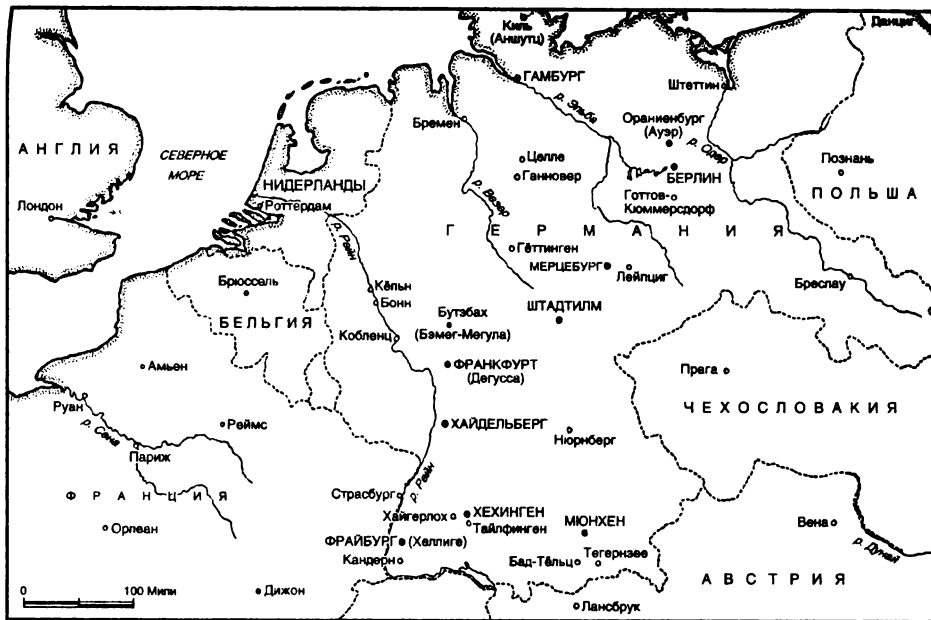 Киль
(Аншутц)
Данциг
ГАМБУРГ
Штеттин
р. Эльба
Бремен
Ораниенбург
(Ауэр)
р. Одер
АНГЛИЯ
СЕВЕРНОЕ
МОРЕ
Целле
Ганновер
БЕРЛИН
Познань
ПОЛЬША
НИДЕРЛАНДЫ
р. Везер
Готтов-
Кюммерсдорф
Лондон
Роттердам
р. Рейн
ГЕРМАНИЯ
Гёттинген
МЕРЦЕБУРГ
Лейпциг
Бреслау
Брюссель
Кёльн
Бонн
БЕЛЬГИЯ
Кобленц
Бутзбах
(Бэмег-Мегула)
ШТАДТИЛМ
Амьен
ФРАНКФУРТ
(Дегусса)
Прага
Руан
р. Сена
Реймс
ХАЙДЕЛЬБЕРГ
Нюрнберг
ЧЕХОСЛОВАКИЯ
Париж
р. Рейн
ФРАНЦИЯ
Страсбург
Орлеан
Хайгерлох
ХЕХИНГЕН
Тайлфинген
МЮНХЕН
Вена
р. Дунай
ФРАЙБУРГ (Хеллиге)
Кандерн
Бад-Тёльц
Тегернзее
АВСТРИЯ
0 100 Мили
Дижон
Лансбрук